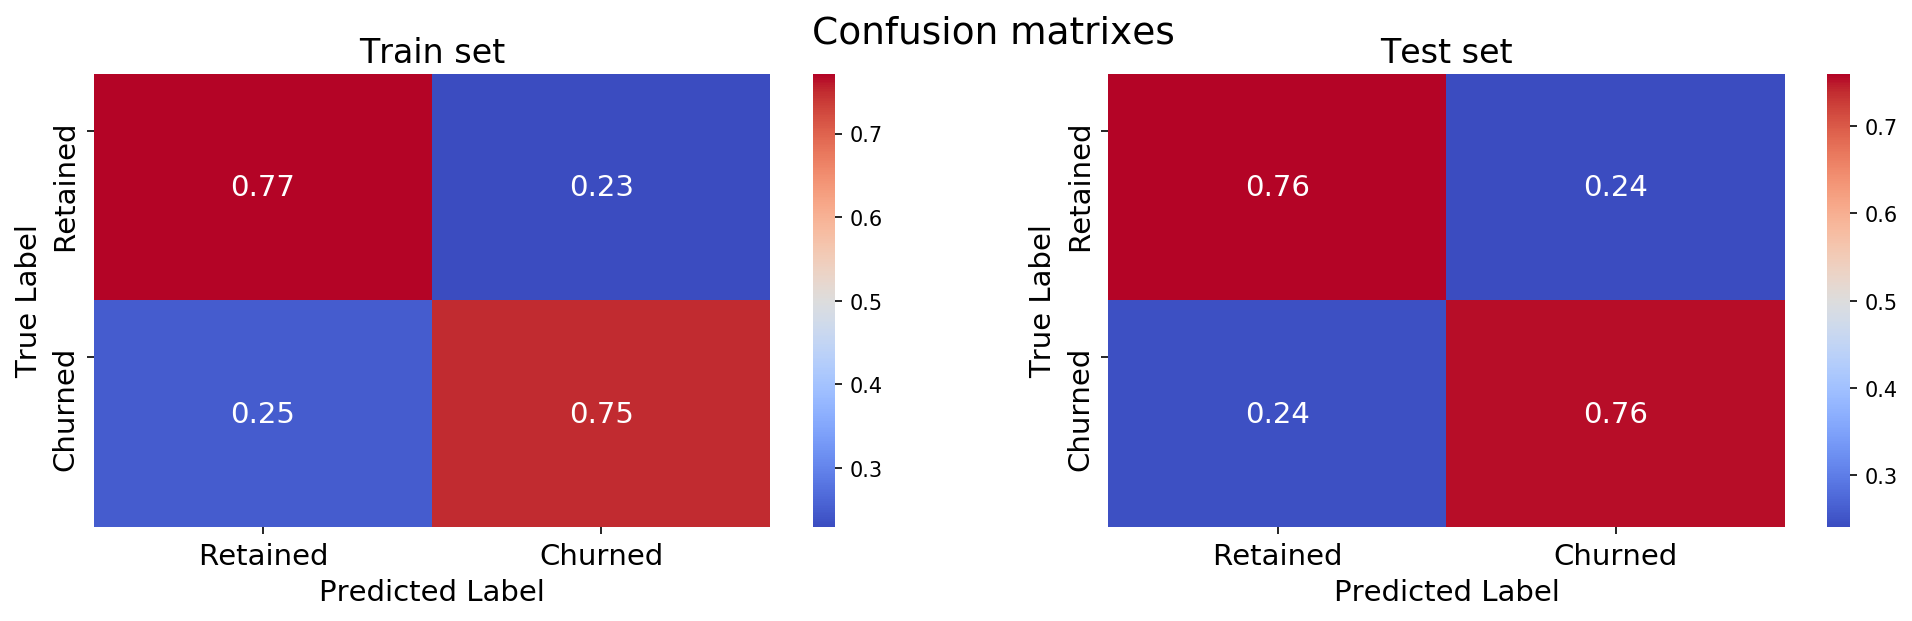 Confusion matrixes
Train set
True Label
Retained
Churned
0.77
0.23
0.25
0.75
Retained
Churned
Predicted Label
0.7
0.6
0.5
0.4
0.3
Test set
True Label
Retained
Churned
0.76
0.24
0.24
0.76
Retained
Churned
Predicted Label
0.7
0.6
0.5
0.4
0.3